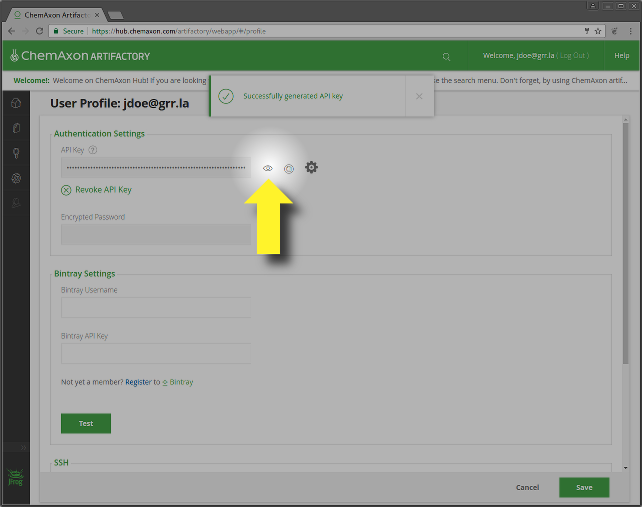 ChemAxon Artifactory
Secure https://hub.chemaxon.com/artifactory/webapp/#/profile
ChemAxon ARTIFACTORY
Welcome, jdoe@grr.la ( Log Out )
Help
Welcome! Welcome to ChemAxon Hub! If you are looking
e the search menu. Don't forget, by using ChemAxon artif...
Successfully generated API key
User Profile: jdoe@grr.la
Authentication Settings
API Key ?
Revoke API Key
Encrypted Password
Bintray Settings
Bintray Username
Bintray API Key
Not yet a member? Register to Bintray
Test
SSH
JFrog
Cancel
Save